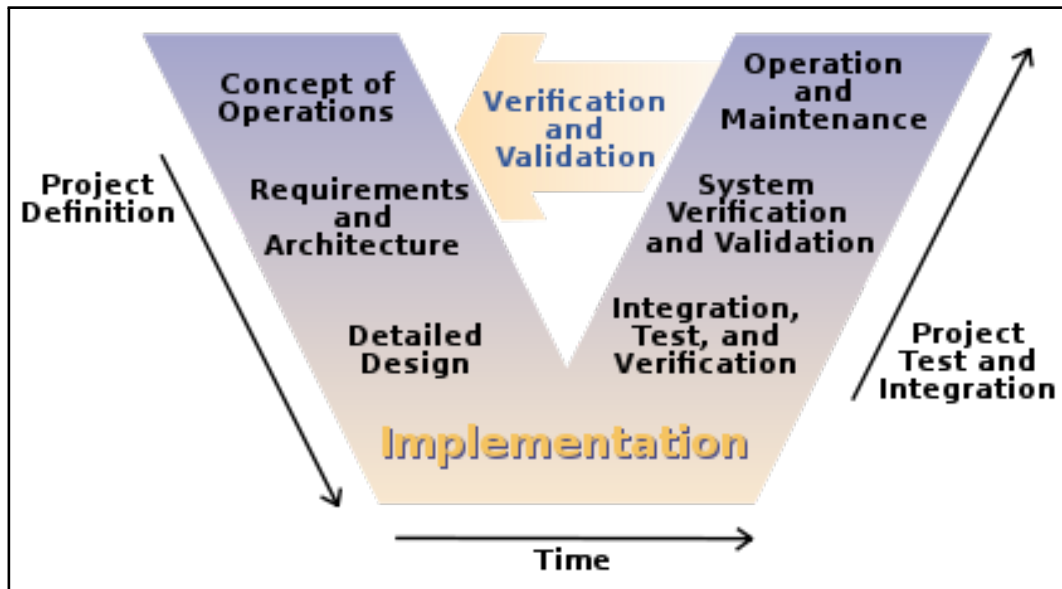 Concept of
Operations
Verification
and
Validation
Operation
and
Maintenance
Project
Definition
Requirements
and
Architecture
System
Verification
and Validation
Detailed
Design
Integration,
Test, and
Verification
Project
Test and
Integration
Implementation
Time